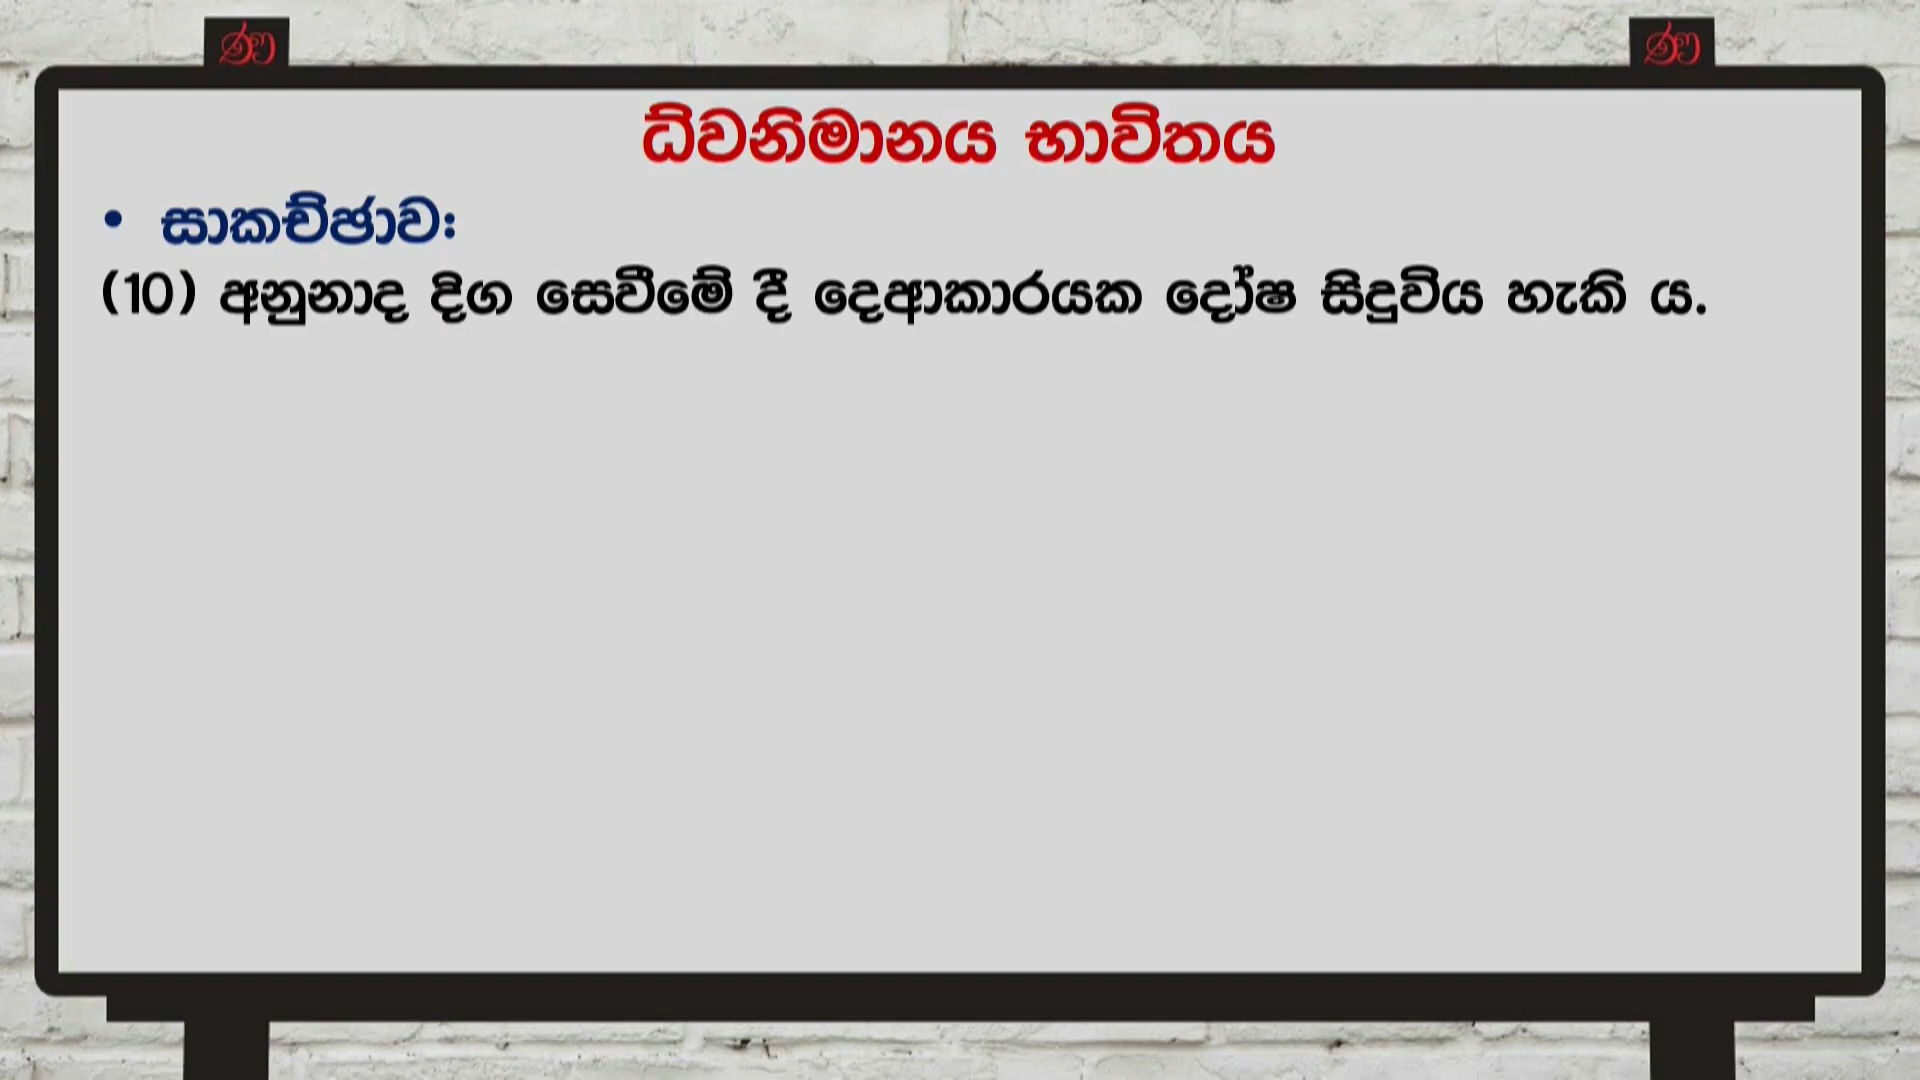 ධ්වනිමානය භාවිතය
• සාකච්ඡාව:
(10) අනුනාද දිග සෙවීමේ දී දෙආකාරයක දෝෂ සිදුවිය හැකි ය.